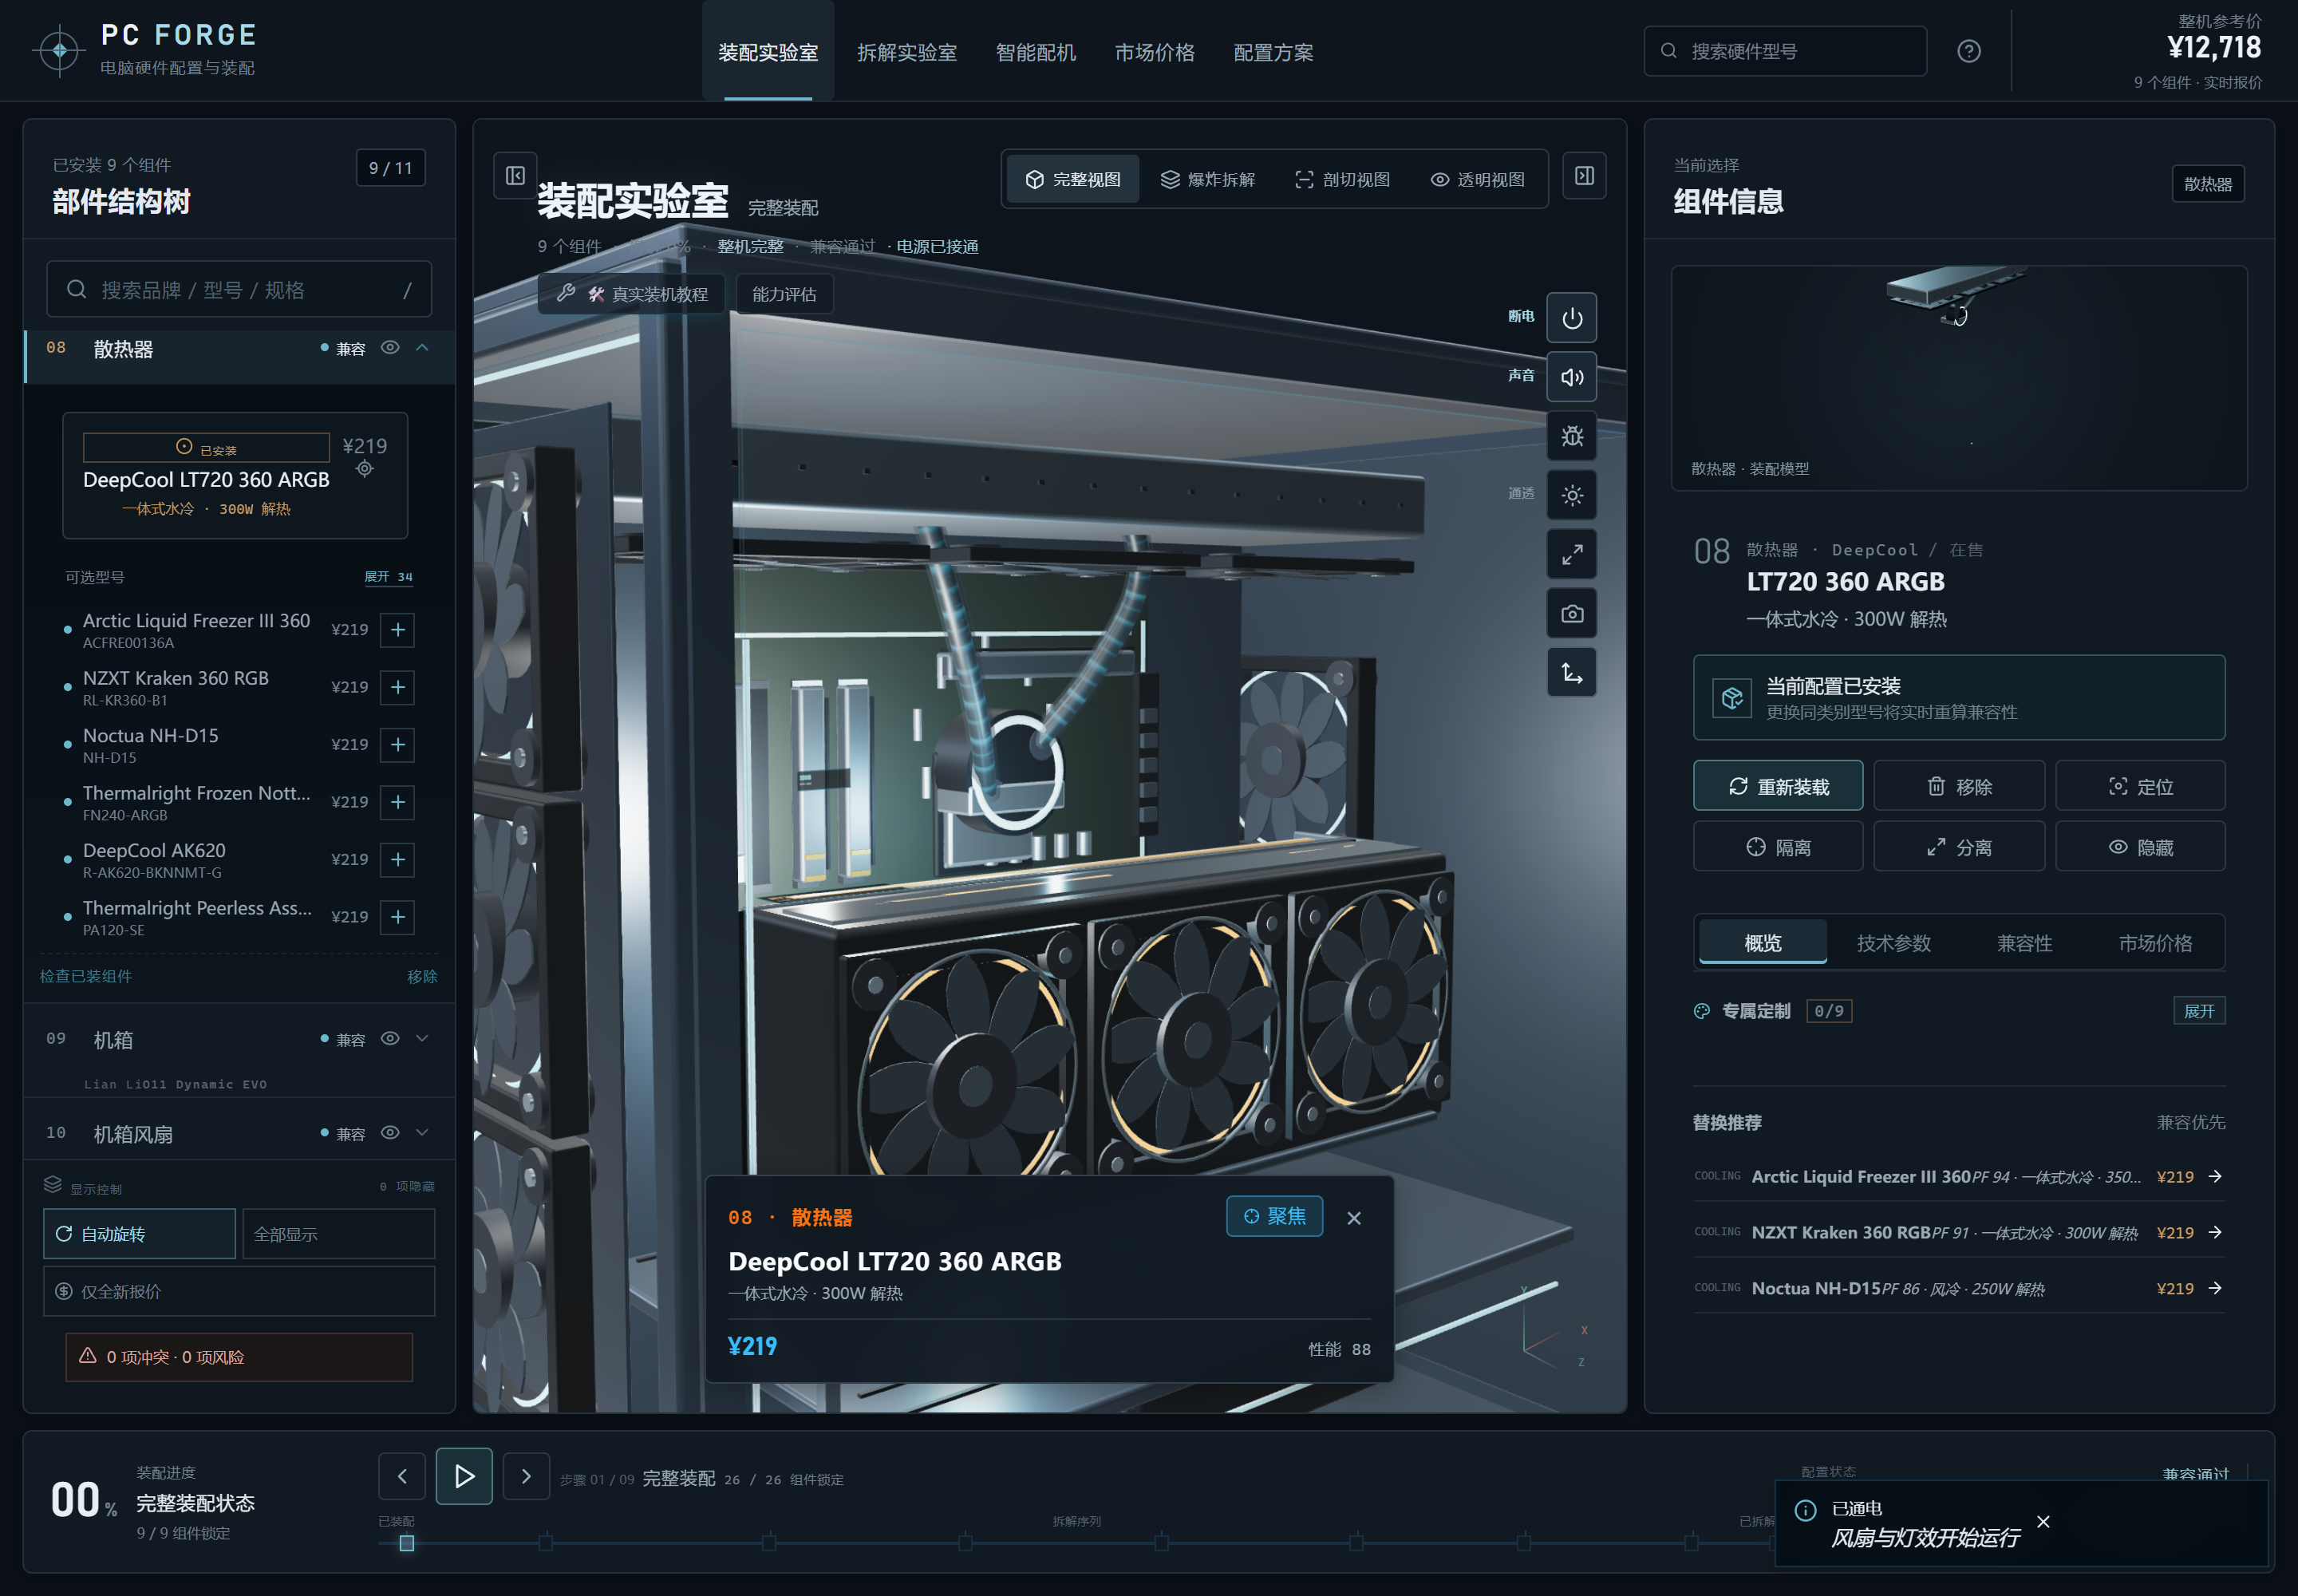 PC FORGE
电脑硬件配置与装配
装配实验室
拆解实验室
智能配机
市场价格
配置方案
搜索硬件型号
整机参考价
¥12,718
9 个组件 · 实时报价
已安装 9 个组件
部件结构树
9 / 11
搜索品牌 / 型号 / 规格
/
08 散热器
兼容
已安装
¥219
DeepCool LT720 360 ARGB
一体式水冷 · 300W 解热
可选型号
展开 34
Arctic Liquid Freezer III 360
ACFRE00136A
¥219
NZXT Kraken 360 RGB
RL-KR360-B1
¥219
Noctua NH-D15
NH-D15
¥219
Thermalright Frozen Nott...
FN240-ARGB
¥219
DeepCool AK620
R-AK620-BKNNMT-G
¥219
Thermalright Peerless Ass...
PA120-SE
¥219
检查已装组件
移除
09 机箱
兼容
Lian Li O11 Dynamic EVO
10 机箱风扇
兼容
显示控制
0 项隐藏
自动旋转
全部显示
仅全新报价
0 项冲突 · 0 项风险
装配实验室
完整装配
9 个组件 ·
% · 整机完整 · 兼容通过 · 电源已接通
真实装机教程
能力评估
完整视图
爆炸拆解
剖切视图
透明视图
断电
声音
通透
08 · 散热器
聚焦
DeepCool LT720 360 ARGB
一体式水冷 · 300W 解热
¥219
性能 88
Y
X
Z
当前选择
组件信息
散热器
散热器 · 装配模型
08
散热器 · DeepCool / 在售
LT720 360 ARGB
一体式水冷 · 300W 解热
当前配置已安装
更换同类别型号将实时重算兼容性
重新装载
移除
定位
隔离
分离
隐藏
概览
技术参数
兼容性
市场价格
专属定制
0/9
展开
替换推荐
兼容优先
COOLING Arctic Liquid Freezer III 360 PF 94 · 一体式水冷 · 350... ¥219
COOLING NZXT Kraken 360 RGB PF 91 · 一体式水冷 · 300W 解热 ¥219
COOLING Noctua NH-D15 PF 86 · 风冷 · 250W 解热 ¥219
00 %
装配进度
完整装配状态
9 / 9 组件锁定
步骤 01 / 09 完整装配 26 / 26 组件锁定
已装配
拆解序列
已拆解
配置状态
兼容通过
已通电
风扇与灯效开始运行